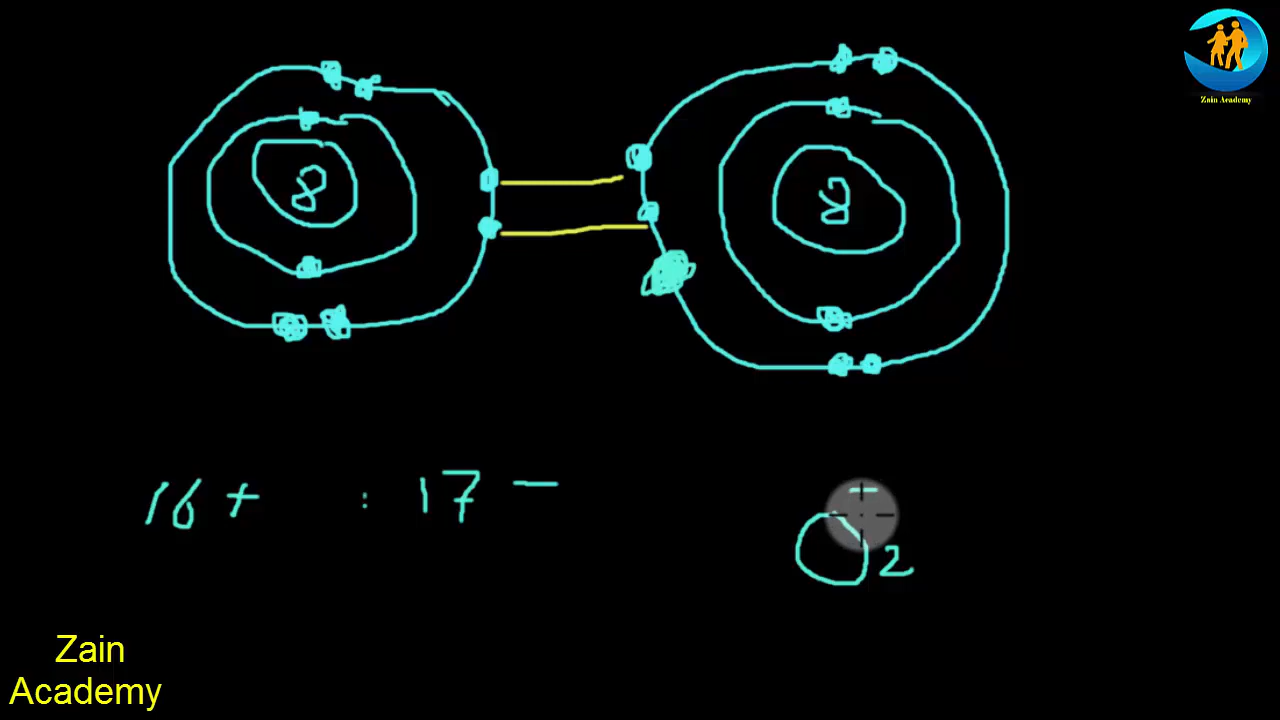 Zain Academy
8 8
16 + : 17 -
O2 -
Zain
Academy